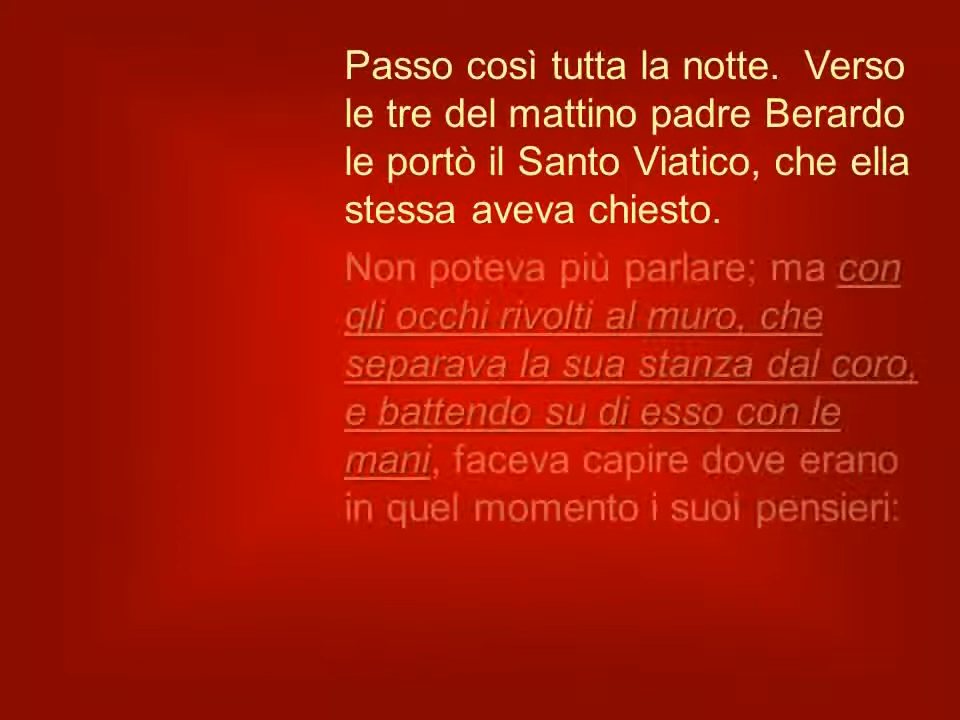 Passo così tutta la notte.  Verso
le tre del mattino padre Berardo
le portò il Santo Viatico, che ella
stessa aveva chiesto.
Non poteva più parlare; ma con
gli occhi rivolti al muro, che
separava la sua stanza dal coro,
e battendo su di esso con le
mani, faceva capire dove erano
in quel momento i suoi pensieri: